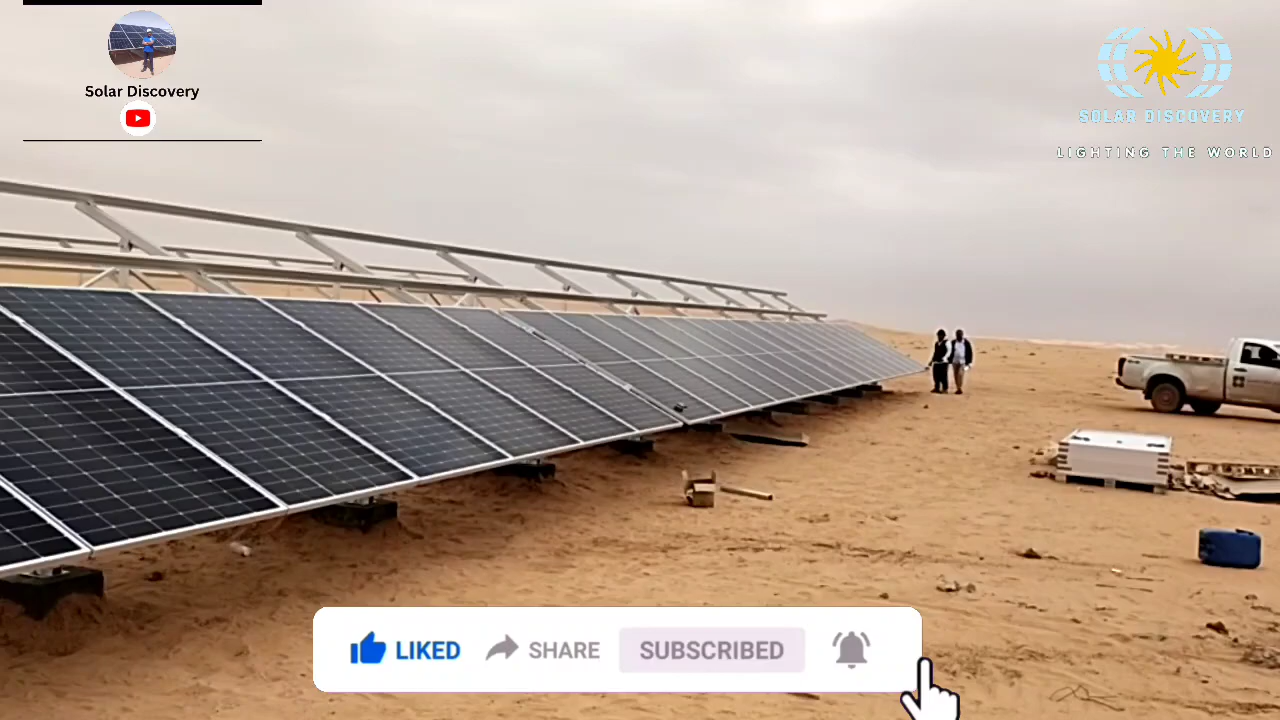 Solar Discovery
SOLAR DISCOVERY
LIGHTING THE WORLD
LIKED SHARE SUBSCRIBED